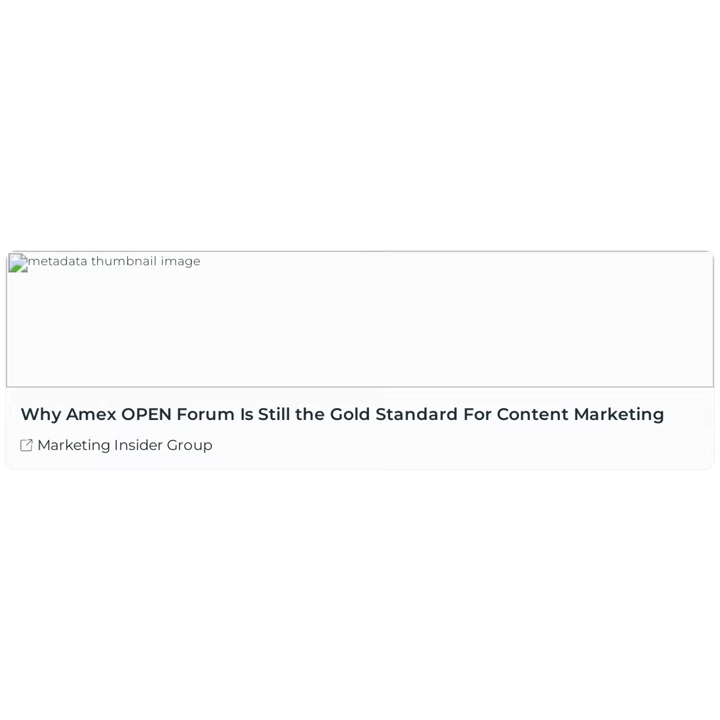 metadata thumbnail image
Why Amex OPEN Forum Is Still the Gold Standard For Content Marketing
Marketing Insider Group